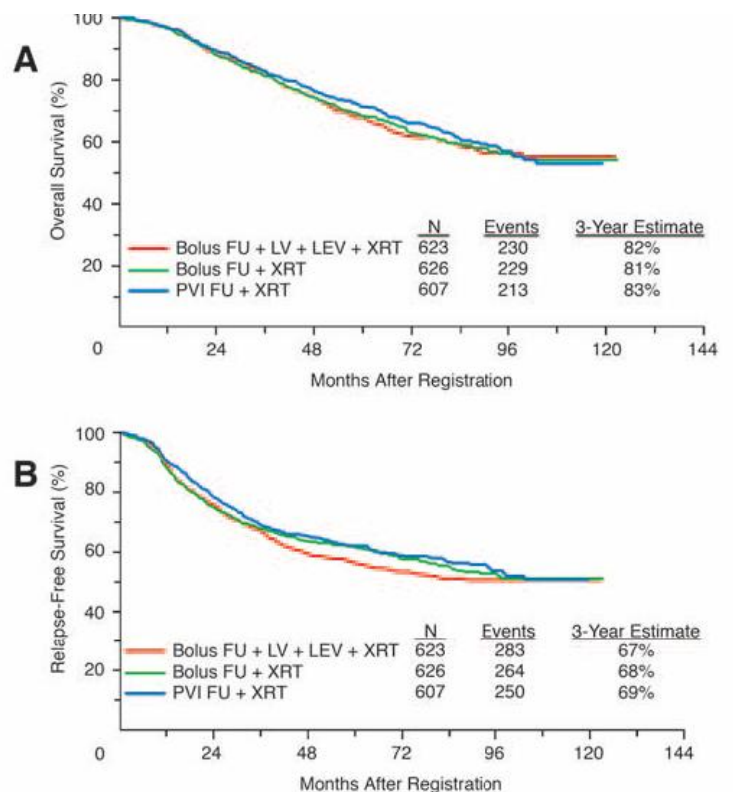 A
Overall Survival (%)
100
80
60
40
20
0
N Events 3-Year Estimate
Bolus FU + LV + LEV + XRT 623 230 82%
Bolus FU + XRT 626 229 81%
PVI FU + XRT 607 213 83%
24 48 72 96 120 144
Months After Registration
B
Relapse-Free Survival (%)
100
80
60
40
20
0
N Events 3-Year Estimate
Bolus FU + LV + LEV + XRT 623 283 67%
Bolus FU + XRT 626 264 68%
PVI FU + XRT 607 250 69%
24 48 72 96 120 144
Months After Registration